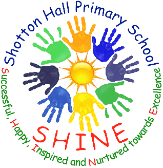 Shotton Hall Primary School
SHINE
Successful, Happy, Inspired and Nurtured towards Excellence